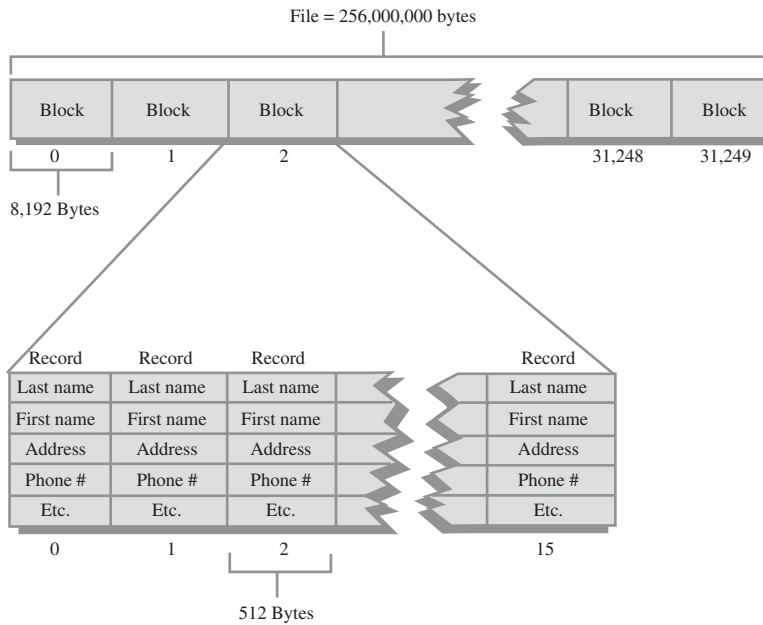 File = 256,000,000 bytes
Block Block Block Block Block
0 1 2 31,248 31,249
8,192 Bytes
Record Record Record Record
Last name Last name Last name Last name
First name First name First name First name
Address Address Address Address
Phone # Phone # Phone # Phone #
Etc. Etc. Etc. Etc.
0 1 2 15
512 Bytes